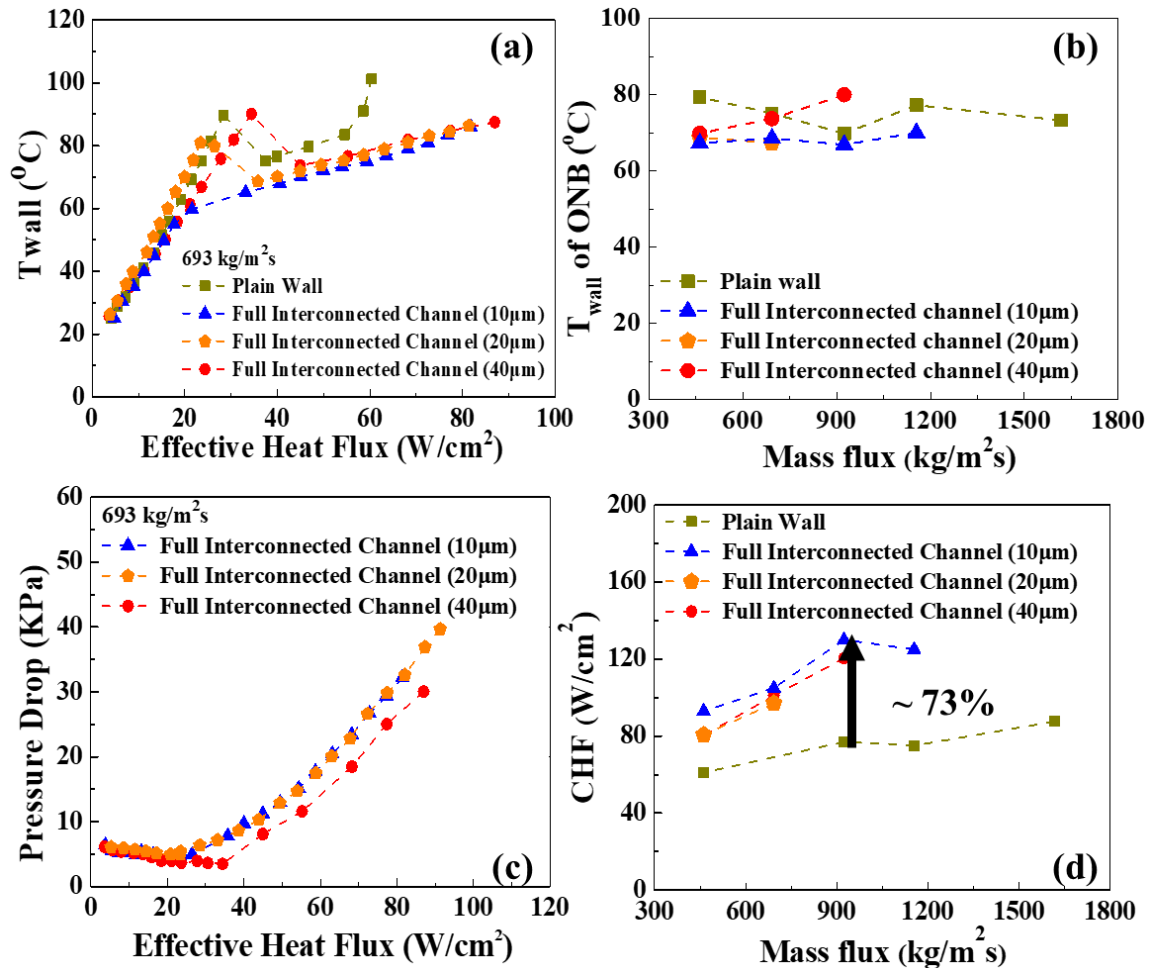 120
100
80
60
40
20
0
Twall (°C)
(a)
693 kg/m²s
Plain Wall
Full Interconnected Channel (10μm)
Full Interconnected Channel (20μm)
Full Interconnected Channel (40μm)
0 20 40 60 80 100
Effective Heat Flux (W/cm²)
100
80
60
40
20
0
T_wall of ONB (°C)
(b)
Plain wall
Full Interconnected channel (10μm)
Full Interconnected channel (20μm)
Full Interconnected channel (40μm)
300 600 900 1200 1500 1800
Mass flux (kg/m²s)
60
50
40
30
20
10
0
Pressure Drop (KPa)
693 kg/m²s
Full Interconnected Channel (10μm)
Full Interconnected Channel (20μm)
Full Interconnected Channel (40μm)
(c)
0 20 40 60 80 100 120
Effective Heat Flux (W/cm²)
200
160
120
80
40
0
CHF (W/cm²)
Plain Wall
Full Interconnected Channel (10μm)
Full Interconnected Channel (20μm)
Full Interconnected Channel (40μm)
~ 73%
(d)
300 600 900 1200 1500 1800
Mass flux (kg/m²s)